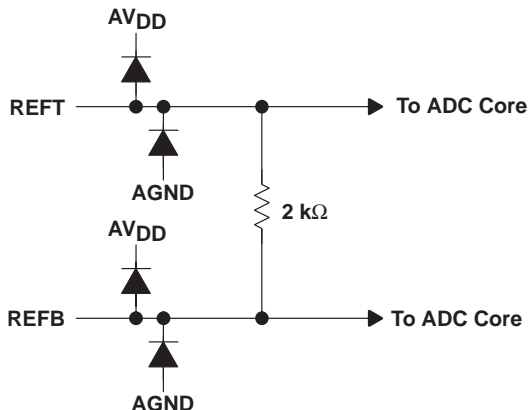 AVDD
REFT
To ADC Core
AGND
2 kΩ
AVDD
REFB
To ADC Core
AGND